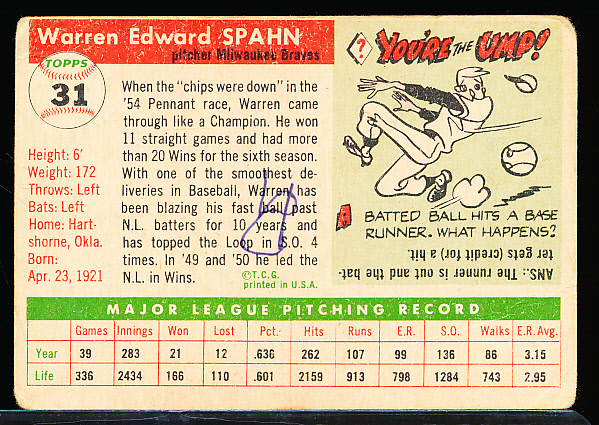 Warren Edward SPAHN
pitcher Milwaukee Braves
TOPPS
31
Height: 6'
Weight: 172
Throws: Left
Bats: Left
Home: Hart-
shorne, Okla.
Born:
Apr. 23, 1921
When the "chips were down" in the
'54 Pennant race, Warren came
through like a Champion. He won
11 straight games and had more
than 20 Wins for the sixth season.
With one of the smoothest de-
liveries in Baseball, Warren has
been blazing his fast ball past
N.L. batters for 10 years and
has topped the Loop in S.O. 4
times. In '49 and '50 he led the
N.L. in Wins.
©T.C.G.
printed in U.S.A.
?
YOU'RE THE UMP!
BATTED BALL HITS A BASE
RUNNER. WHAT HAPPENS?
ANS.: The runner is out and the bat-
ter gets (credit for) a hit.
MAJOR LEAGUE PITCHING RECORD
Games Innings Won Lost Pct. Hits Runs E.R. S.O. Walks E.R.Avg.
Year 39 283 21 12 .636 262 107 99 136 86 3.15
Life 336 2434 166 110 .601 2159 913 798 1284 743 2.95